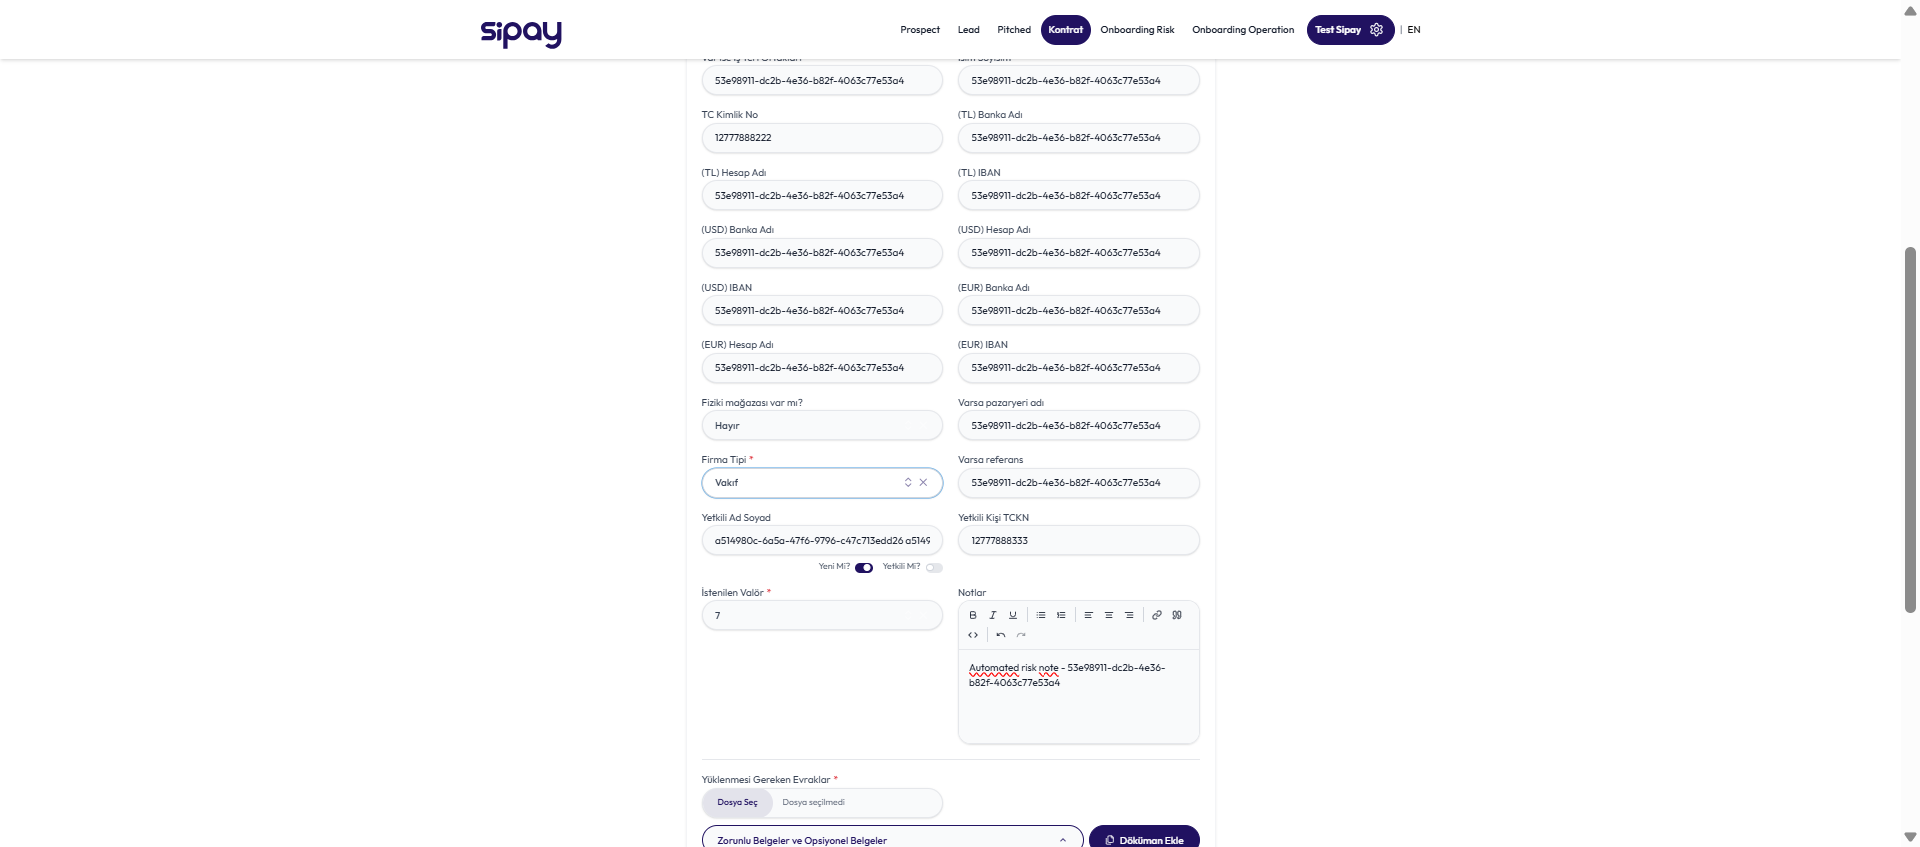 sipay
Prospect Lead Pitched Kontrat Onboarding Risk Onboarding Operation Test Sipay | EN
53e98911-dc2b-4e36-b82f-4063c77e53a4 53e98911-dc2b-4e36-b82f-4063c77e53a4
TC Kimlik No (TL) Banka Adı
12777888222 53e98911-dc2b-4e36-b82f-4063c77e53a4
(TL) Hesap Adı (TL) IBAN
53e98911-dc2b-4e36-b82f-4063c77e53a4 53e98911-dc2b-4e36-b82f-4063c77e53a4
(USD) Banka Adı (USD) Hesap Adı
53e98911-dc2b-4e36-b82f-4063c77e53a4 53e98911-dc2b-4e36-b82f-4063c77e53a4
(USD) IBAN (EUR) Banka Adı
53e98911-dc2b-4e36-b82f-4063c77e53a4 53e98911-dc2b-4e36-b82f-4063c77e53a4
(EUR) Hesap Adı (EUR) IBAN
53e98911-dc2b-4e36-b82f-4063c77e53a4 53e98911-dc2b-4e36-b82f-4063c77e53a4
Fiziki mağazası var mı? Varsa pazaryeri adı
Hayır 53e98911-dc2b-4e36-b82f-4063c77e53a4
Firma Tipi * Varsa referans
Vakıf 53e98911-dc2b-4e36-b82f-4063c77e53a4
Yetkili Ad Soyad Yetkili Kişi TCKN
a514980c-6a5a-47f6-9796-c47c713edd26 a5149 12777888333
Yeni Mi? Yetkili Mi?
İstenilen Valör * Notlar
7
Automated risk note - 53e98911-dc2b-4e36-
b82f-4063c77e53a4
Yüklenmesi Gereken Evraklar *
Dosya Seç Dosya seçilmedi
Zorunlu Belgeler ve Opsiyonel Belgeler Döküman Ekle